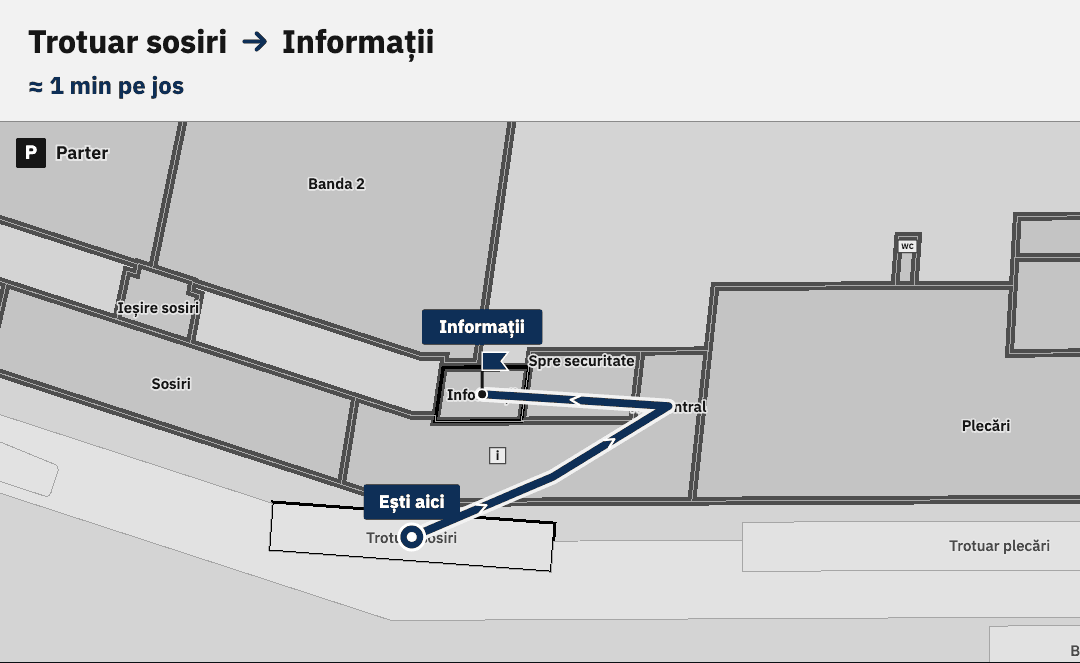 Trotuar sosiri → Informații
≈ 1 min pe jos
P Parter
Banda 2
WC
Ieșire sosiri
Informații
Spre securitate
Sosiri
Info
Plecări
i
Ești aici
Trotuar plecări